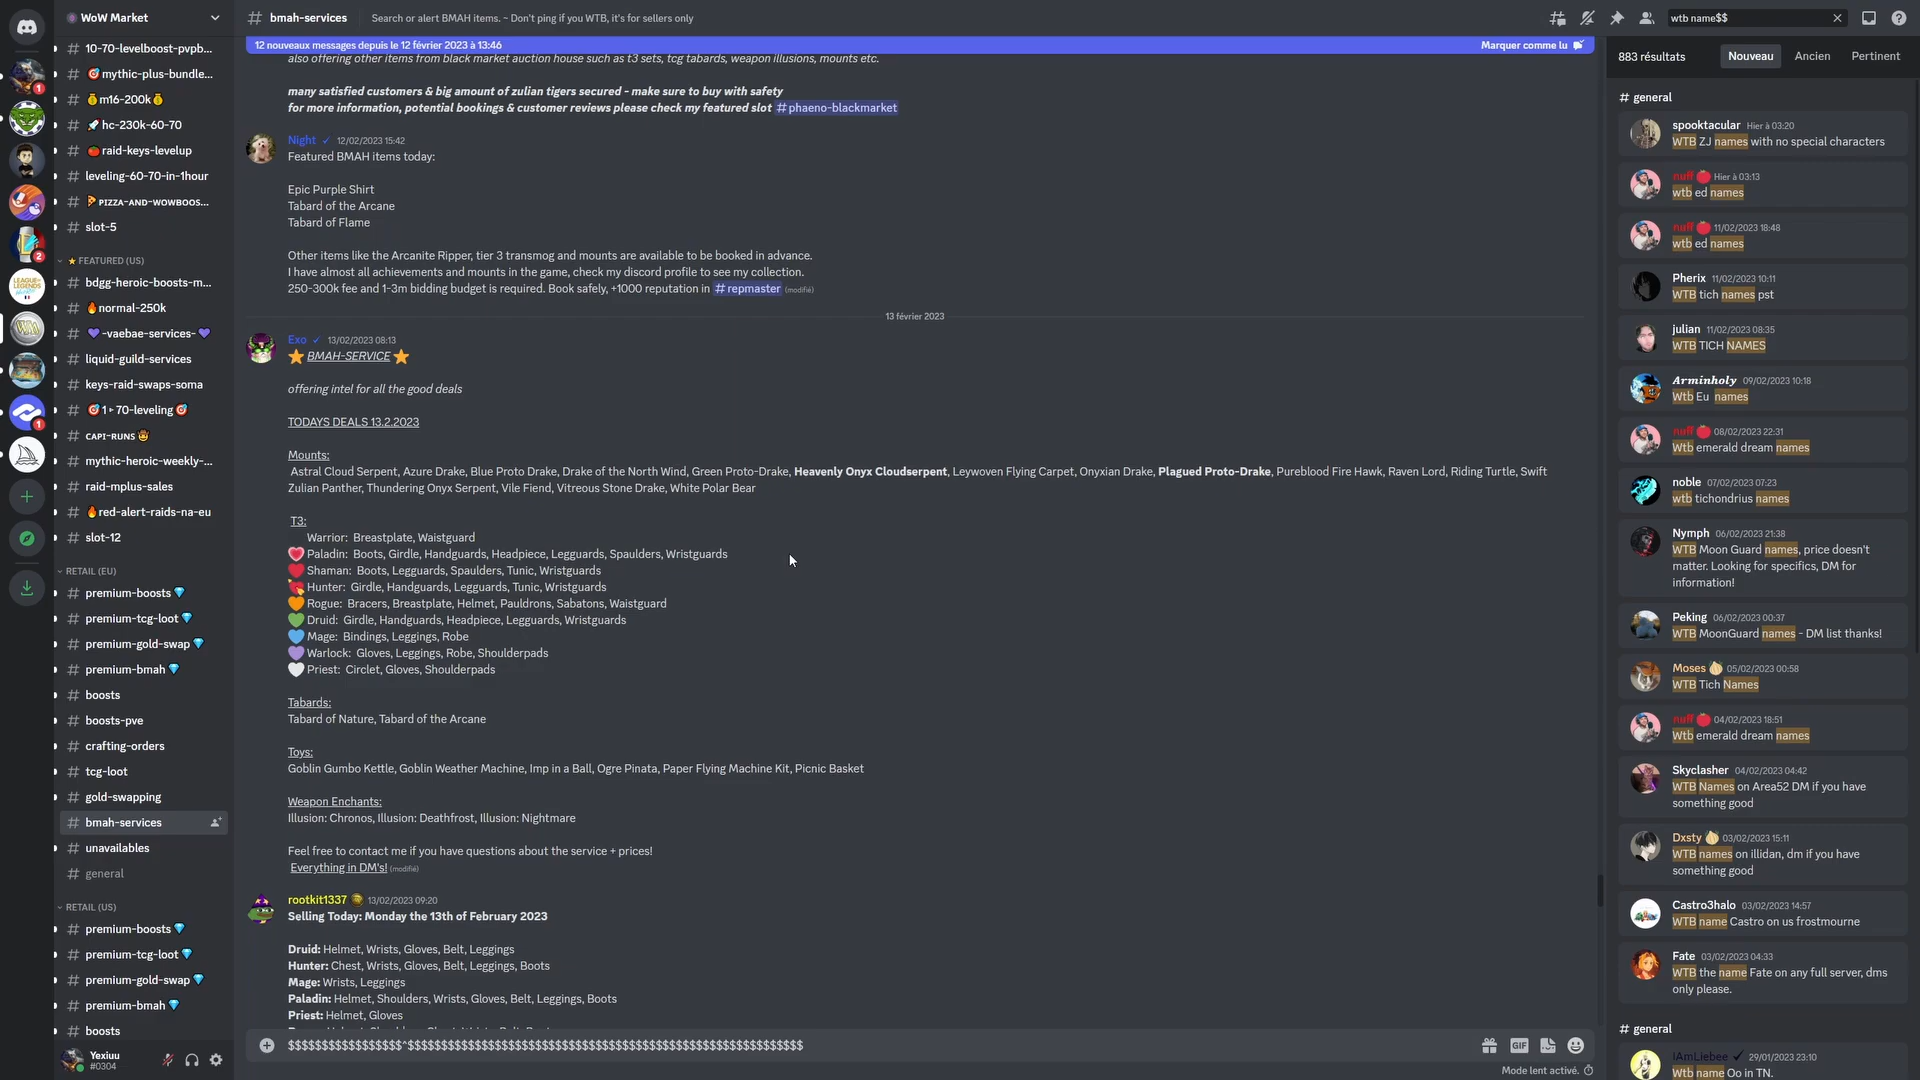 WoW Market
10-70-levelboost-pvpb...
mythic-plus-bundle...
m16-200k
hc-230k-60-70
raid-keys-levelup
leveling-60-70-in-1hour
PIZZA-AND-WOWBOOS...
slot-5
FEATURED (US)
bdgg-heroic-boosts-m...
normal-250k
-vaebae-services-
liquid-guild-services
keys-raid-swaps-soma
1▸70-leveling
CAPI-RUNS
mythic-heroic-weekly-...
raid-mplus-sales
red-alert-raids-na-eu
slot-12
RETAIL (EU)
premium-boosts
premium-tcg-loot
premium-gold-swap
premium-bmah
boosts
boosts-pve
crafting-orders
tcg-loot
gold-swapping
bmah-services
unavailables
general
RETAIL (US)
premium-boosts
premium-tcg-loot
premium-gold-swap
premium-bmah
boosts
Yexiuu
#0304
bmah-services
Search or alert BMAH items. ~ Don't ping if you WTB, it's for sellers only
12 nouveaux messages depuis le 12 février 2023 à 13:46
Marquer comme lu
also offering other items from black market auction house such as t3 sets, tcg tabards, weapon illusions, mounts etc.
many satisfied customers & big amount of zulian tigers secured - make sure to buy with safety
for more information, potential bookings & customer reviews please check my featured slot # phaeno-blackmarket
Night 12/02/2023 15:42
Featured BMAH items today:
Epic Purple Shirt
Tabard of the Arcane
Tabard of Flame
Other items like the Arcanite Ripper, tier 3 transmog and mounts are available to be booked in advance.
I have almost all achievements and mounts in the game, check my discord profile to see my collection.
250-300k fee and 1-3m bidding budget is required. Book safely, +1000 reputation in # repmaster (modifié)
13 février 2023
Exo 13/02/2023 08:13
BMAH-SERVICE
offering intel for all the good deals
TODAYS DEALS 13.2.2023
Mounts:
Astral Cloud Serpent, Azure Drake, Blue Proto Drake, Drake of the North Wind, Green Proto-Drake, Heavenly Onyx Cloudserpent, Leywoven Flying Carpet, Onyxian Drake, Plagued Proto-Drake, Pureblood Fire Hawk, Raven Lord, Riding Turtle, Swift
Zulian Panther, Thundering Onyx Serpent, Vile Fiend, Vitreous Stone Drake, White Polar Bear
T3:
Warrior: Breastplate, Waistguard
Paladin: Boots, Girdle, Handguards, Headpiece, Legguards, Spaulders, Wristguards
Shaman: Boots, Legguards, Spaulders, Tunic, Wristguards
Hunter: Girdle, Handguards, Legguards, Tunic, Wristguards
Rogue: Bracers, Breastplate, Helmet, Pauldrons, Sabatons, Waistguard
Druid: Girdle, Handguards, Headpiece, Legguards, Wristguards
Mage: Bindings, Leggings, Robe
Warlock: Gloves, Leggings, Robe, Shoulderpads
Priest: Circlet, Gloves, Shoulderpads
Tabards:
Tabard of Nature, Tabard of the Arcane
Toys:
Goblin Gumbo Kettle, Goblin Weather Machine, Imp in a Ball, Ogre Pinata, Paper Flying Machine Kit, Picnic Basket
Weapon Enchants:
Illusion: Chronos, Illusion: Deathfrost, Illusion: Nightmare
Feel free to contact me if you have questions about the service + prices!
Everything in DM's! (modifié)
rootkit1337 13/02/2023 09:20
Selling Today: Monday the 13th of February 2023
Druid: Helmet, Wrists, Gloves, Belt, Leggings
Hunter: Chest, Wrists, Gloves, Belt, Leggings, Boots
Mage: Wrists, Leggings
Paladin: Helmet, Shoulders, Wrists, Gloves, Belt, Leggings, Boots
Priest: Helmet, Gloves
GIF
Mode lent activé.
wtb name$$
883 résultats
Nouveau
Ancien
Pertinent
# general
spooktacular Hier à 03:20
WTB ZJ names with no special characters
nuff Hier à 03:13
wtb ed names
nuff 11/02/2023 18:48
wtb ed names
Pherix 11/02/2023 10:11
WTB tich names pst
julian 11/02/2023 08:35
WTB TICH NAMES
Arminholy 09/02/2023 10:18
Wtb Eu names
nuff 08/02/2023 22:31
Wtb emerald dream names
noble 07/02/2023 07:23
wtb tichondrius names
Nymph 06/02/2023 21:38
WTB Moon Guard names, price doesn't
matter. Looking for specifics, DM for
information!
Peking 06/02/2023 00:37
WTB MoonGuard names - DM list thanks!
Moses 05/02/2023 00:58
WTB Tich Names
nuff 04/02/2023 18:51
Wtb emerald dream names
Skyclasher 04/02/2023 04:42
WTB Names on Area52 DM if you have
something good
Dxsty 03/02/2023 15:11
WTB names on illidan, dm if you have
something good
Castro3halo 03/02/2023 14:57
WTB name Castro on us frostmourne
Fate 03/02/2023 04:33
WTB the name Fate on any full server, dms
only please.
# general
IAmLiebee 29/01/2023 23:10
Wtb name Oo in TN.